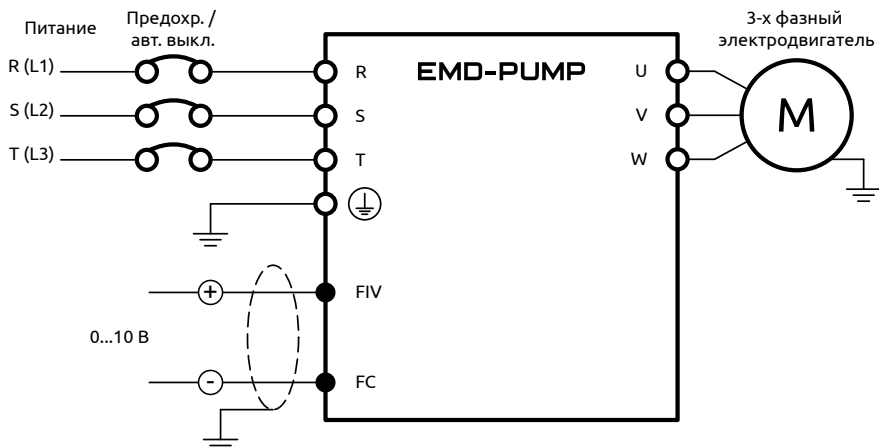 Питание
Предохр. /
авт. выкл.
3-х фазный
электродвигатель
R (L1)
R
EMD-PUMP
U
S (L2)
S
V
M
T (L3)
T
W
+
FIV
0...10 В
-
FC